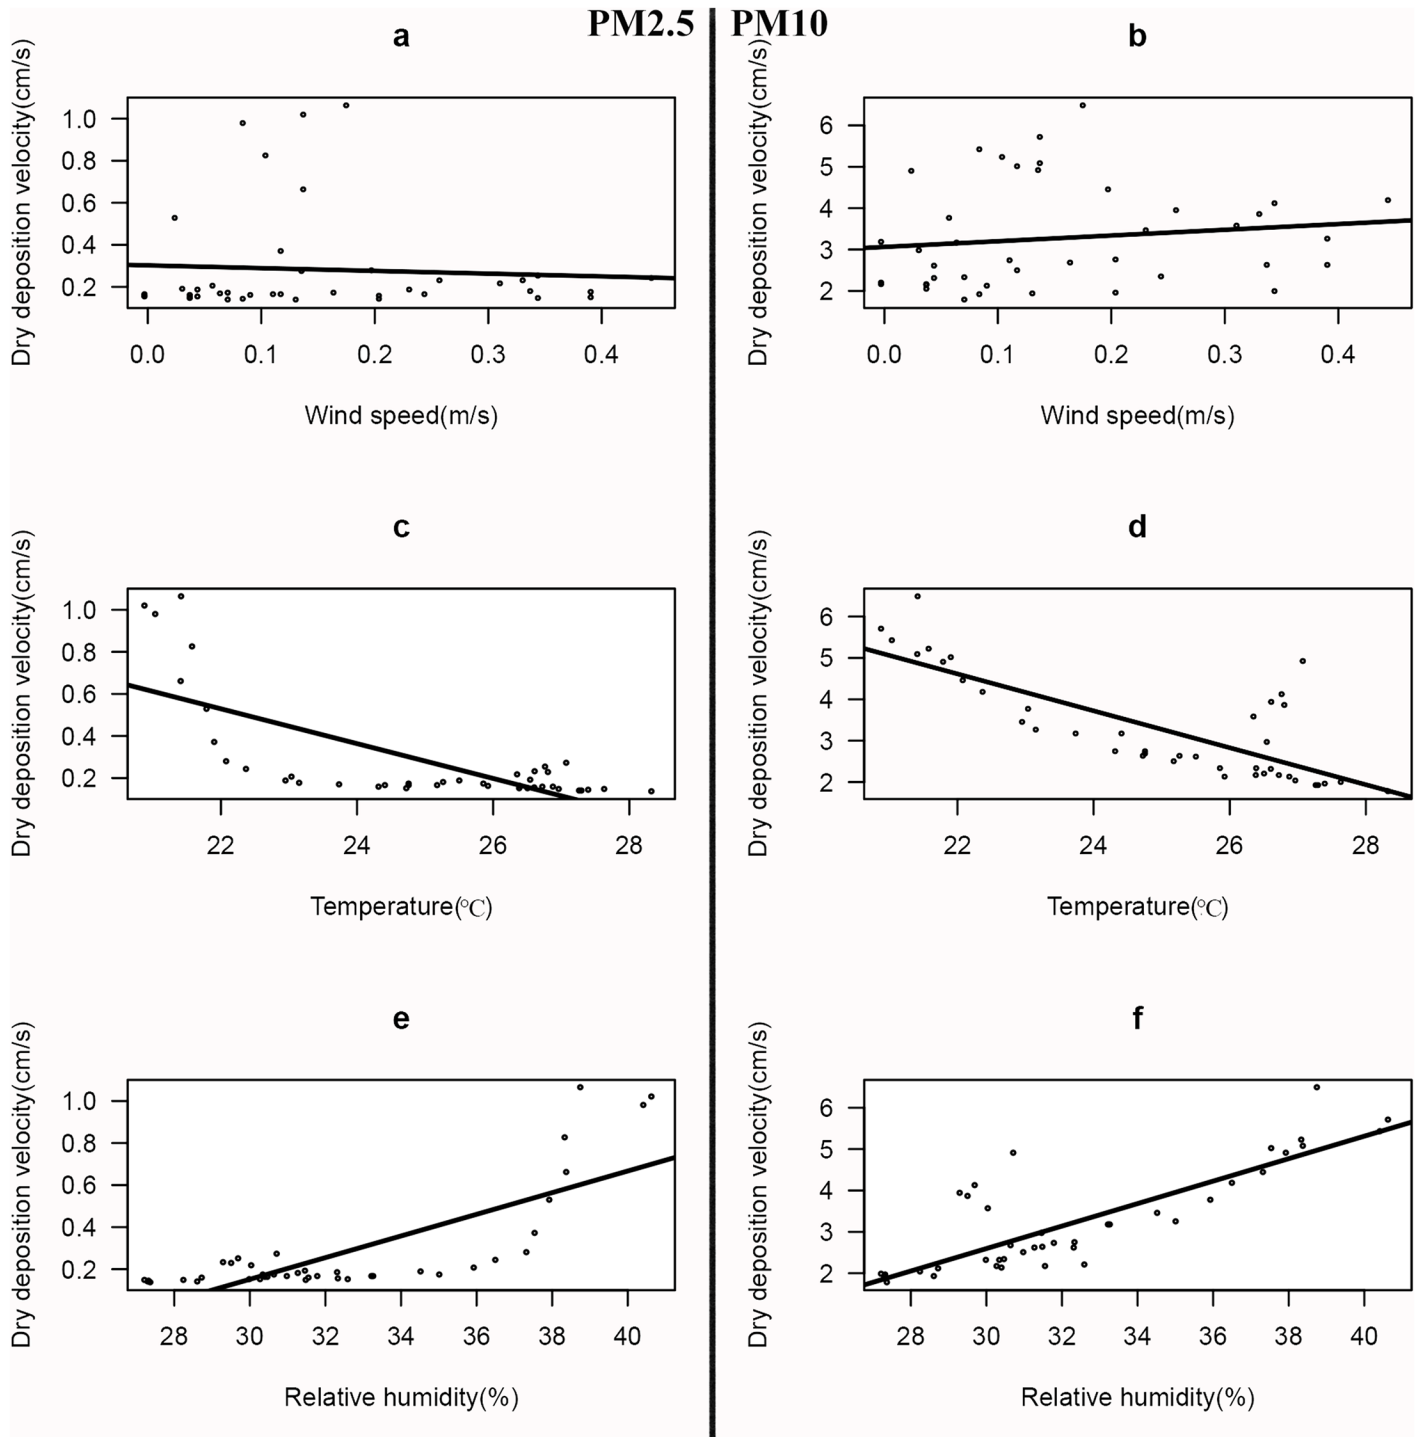 PM2.5 PM10
a
Dry deposition velocity(cm/s)
1.0
0.8
0.6
0.4
0.2
0.0 0.1 0.2 0.3 0.4
Wind speed(m/s)
b
Dry deposition velocity(cm/s)
6
5
4
3
2
0.0 0.1 0.2 0.3 0.4
Wind speed(m/s)
c
Dry deposition velocity(cm/s)
1.0
0.8
0.6
0.4
0.2
22 24 26 28
Temperature(℃)
d
Dry deposition velocity(cm/s)
6
5
4
3
2
22 24 26 28
Temperature(℃)
e
Dry deposition velocity(cm/s)
1.0
0.8
0.6
0.4
0.2
28 30 32 34 36 38 40
Relative humidity(%)
f
Dry deposition velocity(cm/s)
6
5
4
3
2
28 30 32 34 36 38 40
Relative humidity(%)